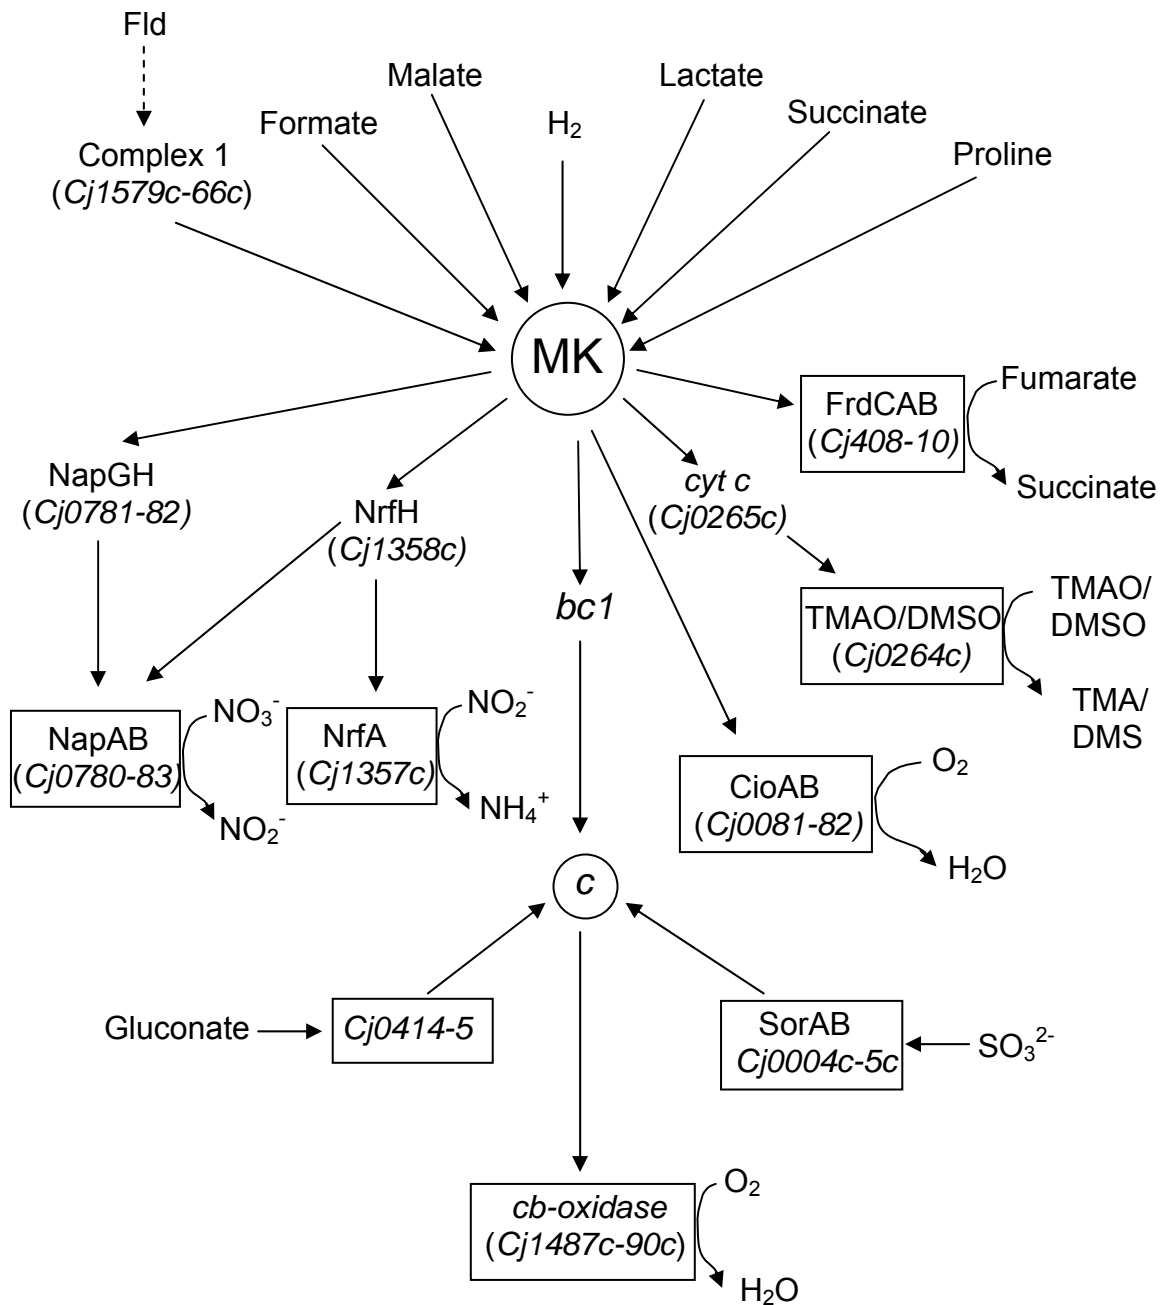 Fld
Malate
Lactate
Formate
H₂
Succinate
Proline
Complex 1
(Cj1579c-66c)
MK
FrdCAB
(Cj408-10)
Fumarate
Succinate
NapGH
(Cj0781-82)
NrfH
(Cj1358c)
cyt c
(Cj0265c)
bc1
TMAO/DMSO
(Cj0264c)
TMAO/
DMSO
TMA/
DMS
NapAB
(Cj0780-83)
NO₃⁻
NO₂⁻
NrfA
(Cj1357c)
NO₂⁻
NH₄⁺
CioAB
(Cj0081-82)
O₂
H₂O
c
Gluconate
Cj0414-5
SorAB
Cj0004c-5c
SO₃²⁻
cb-oxidase
(Cj1487c-90c)
O₂
H₂O